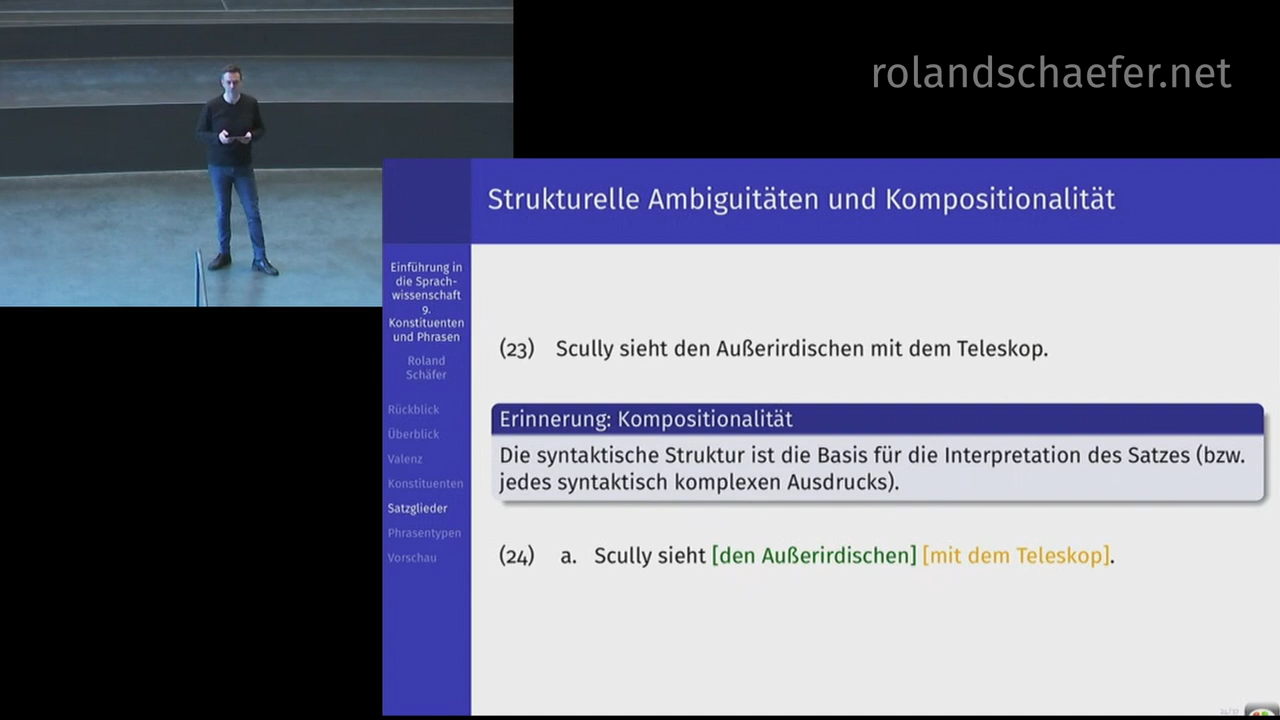 rolandschaefer.net
Strukturelle Ambiguitäten und Kompositionalität
Einführung in
die Sprach-
wissenschaft
9.
Konstituenten
und Phrasen
Roland
Schäfer
Rückblick
Überblick
Valenz
Konstituenten
Satzglieder
Phrasentypen
Vorschau
(23) Scully sieht den Außerirdischen mit dem Teleskop.
Erinnerung: Kompositionalität
Die syntaktische Struktur ist die Basis für die Interpretation des Satzes (bzw.
jedes syntaktisch komplexen Ausdrucks).
(24) a. Scully sieht [den Außerirdischen] [mit dem Teleskop].